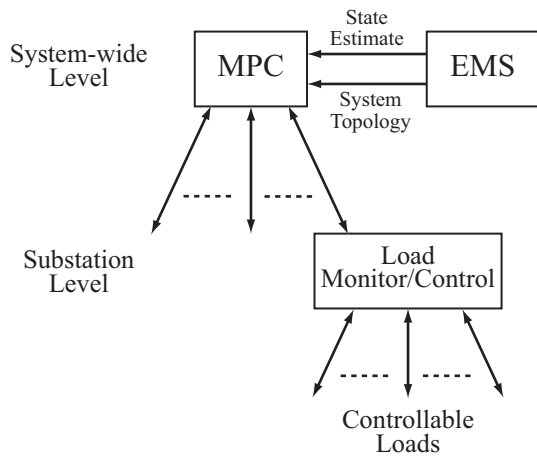 State
Estimate
System-wide
Level
MPC
EMS
System
Topology
Substation
Level
Load
Monitor/Control
Controllable
Loads